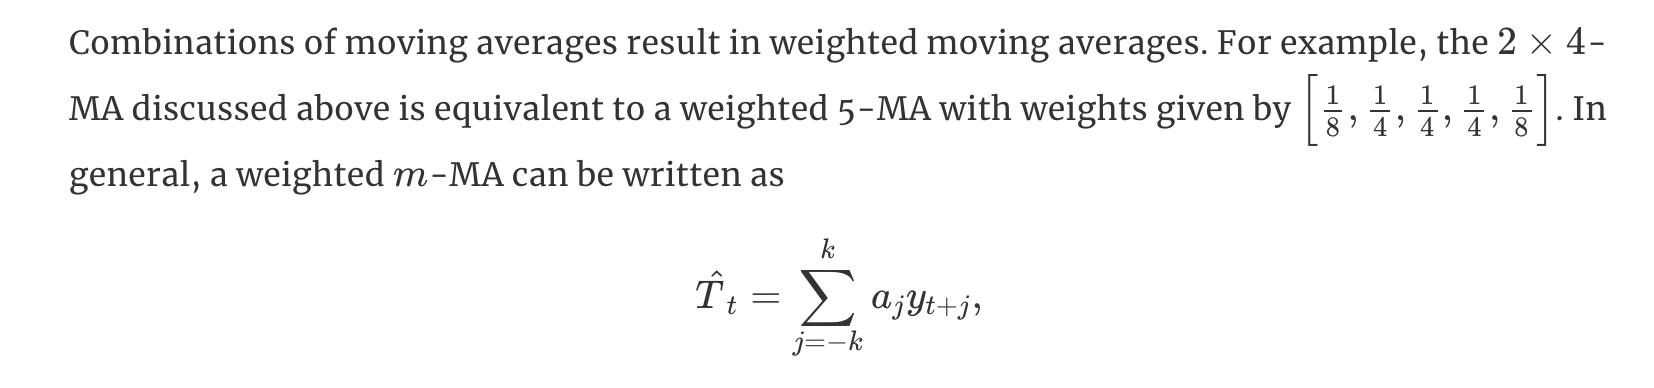 Combinations of moving averages result in weighted moving averages. For example, the 2 × 4-
MA discussed above is equivalent to a weighted 5-MA with weights given by [1/8, 1/4, 1/4, 1/4, 1/8]. In
general, a weighted m-MA can be written as
T̂_t = ∑_{j=−k}^{k} a_j y_{t+j},